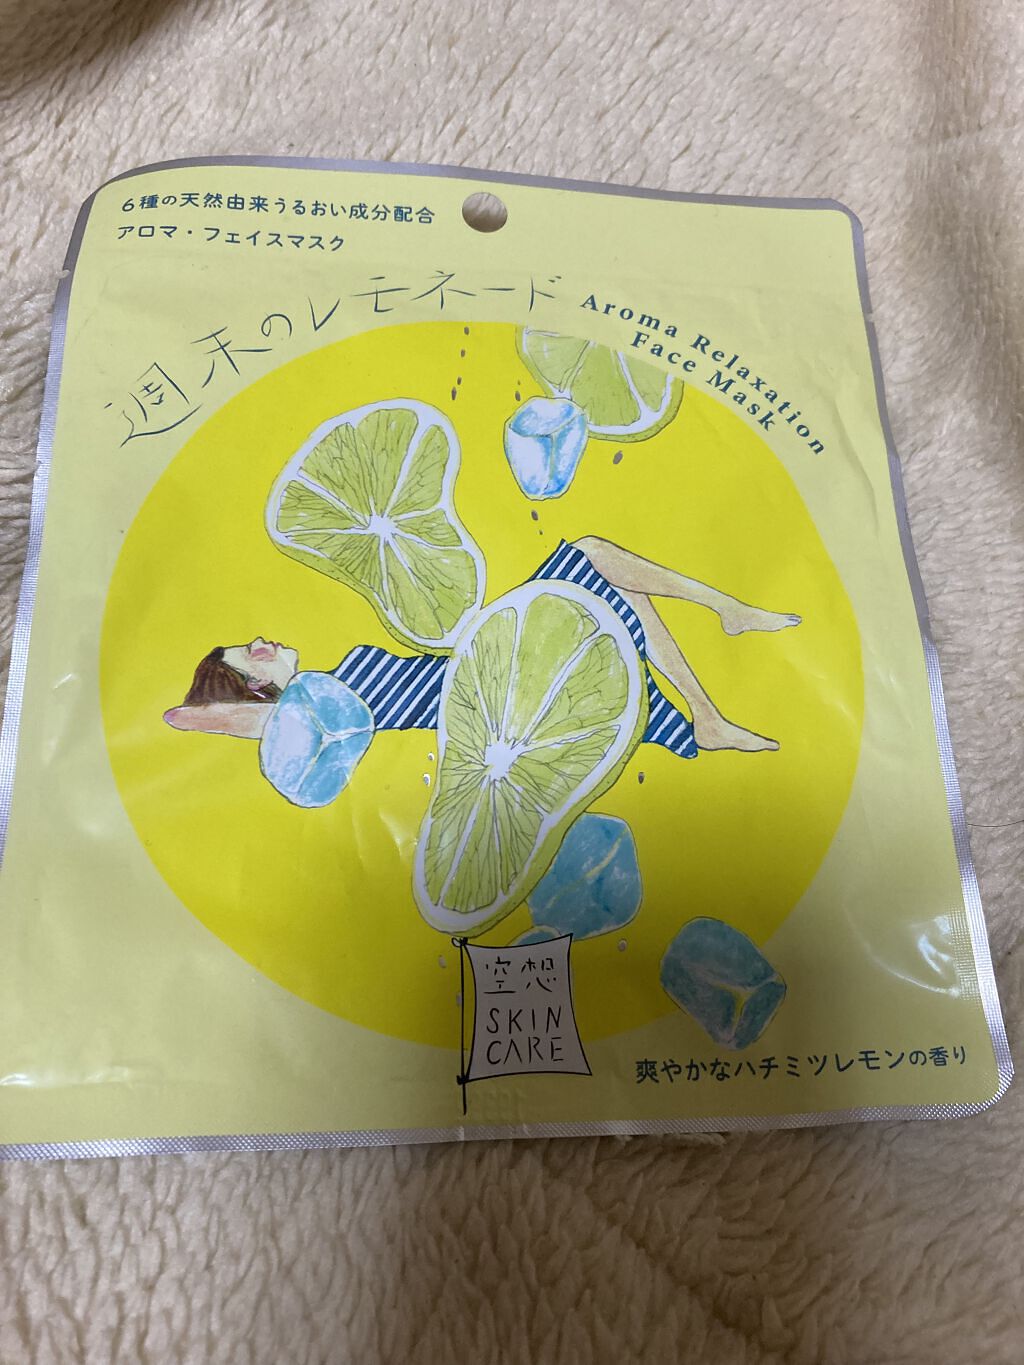 6種の天然由来うるおい成分配合
アロマ・フェイスマスク
週末のレモネード
Aroma Relaxation
Face Mask
空想
SKIN
CARE
爽やかなハチミツレモンの香り